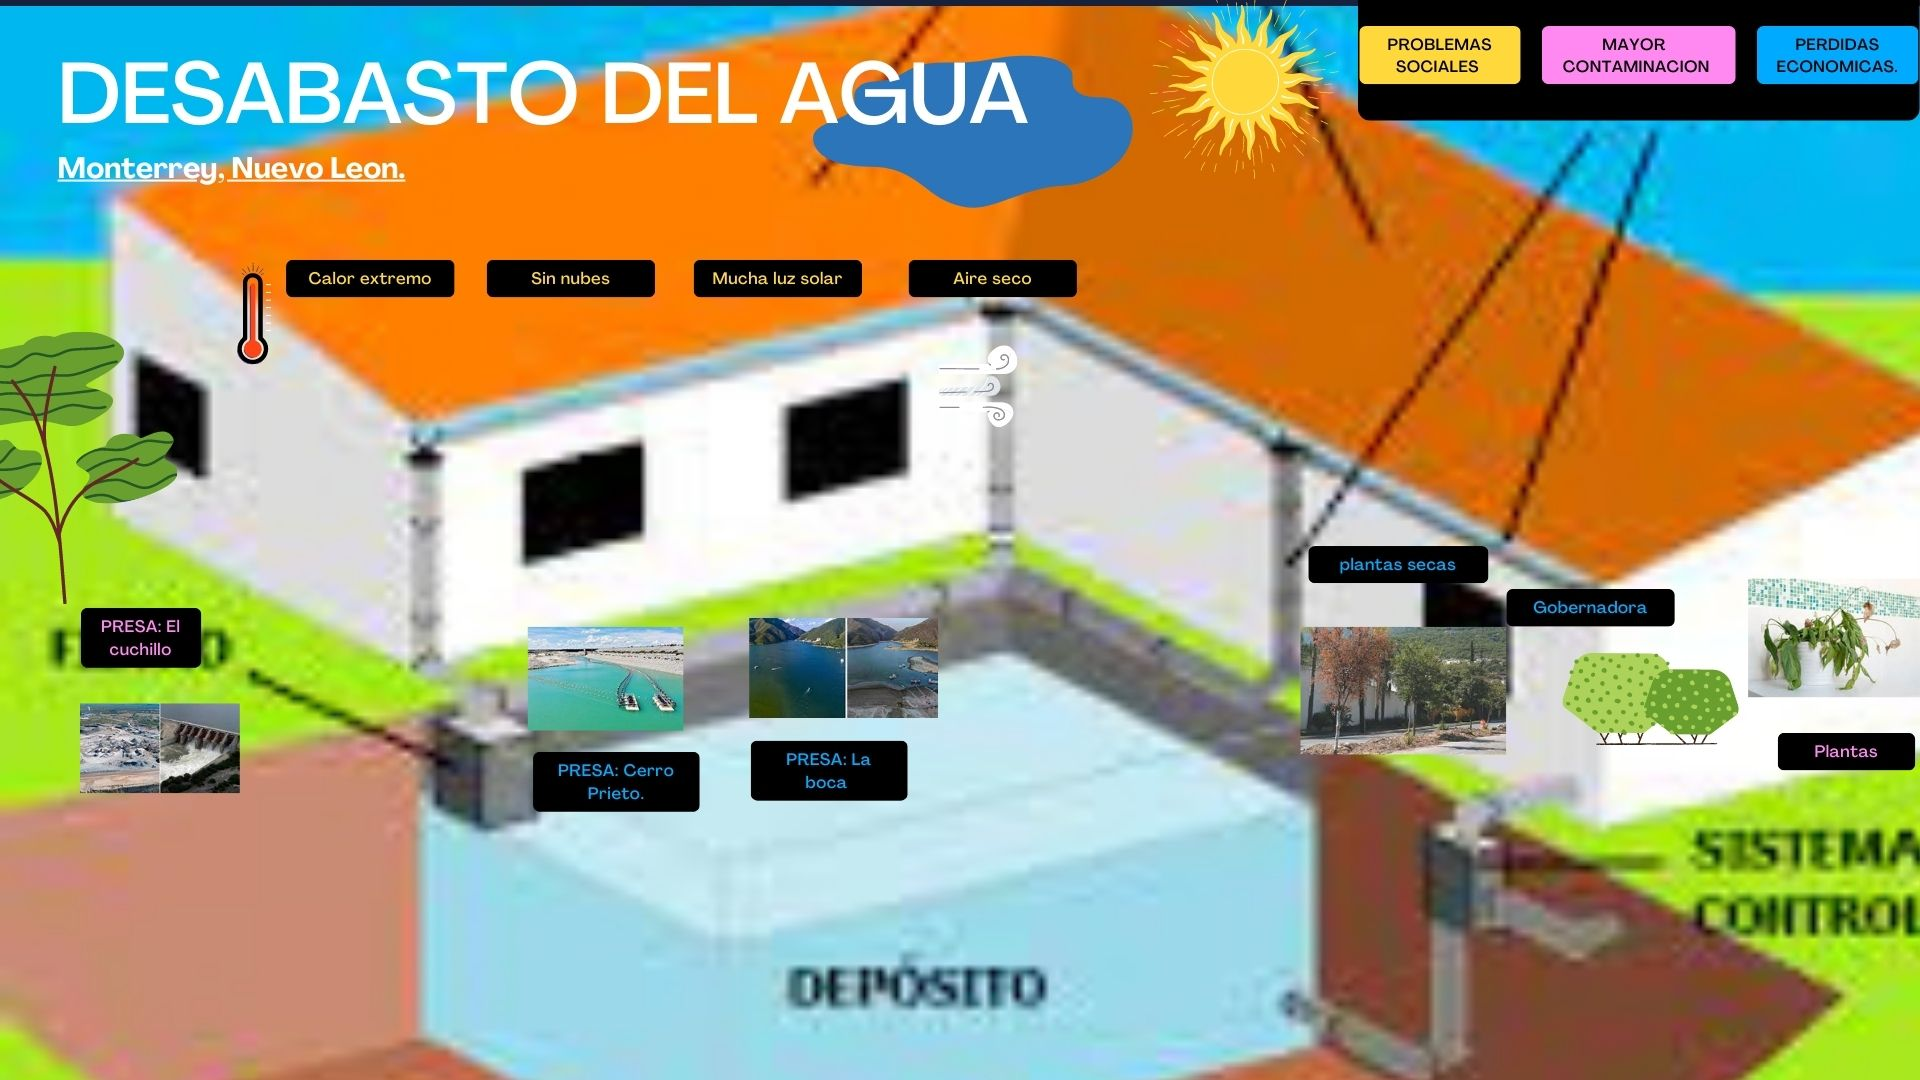 DESABASTO DEL AGUA
Monterrey, Nuevo Leon.
PROBLEMAS
SOCIALES
MAYOR
CONTAMINACION
PERDIDAS
ECONOMICAS.
Calor extremo
Sin nubes
Mucha luz solar
Aire seco
plantas secas
Gobernadora
PRESA: El
cuchillo
PRESA: Cerro
Prieto.
PRESA: La
boca
Plantas
SISTEMA
CONTROL
DEPÓSITO